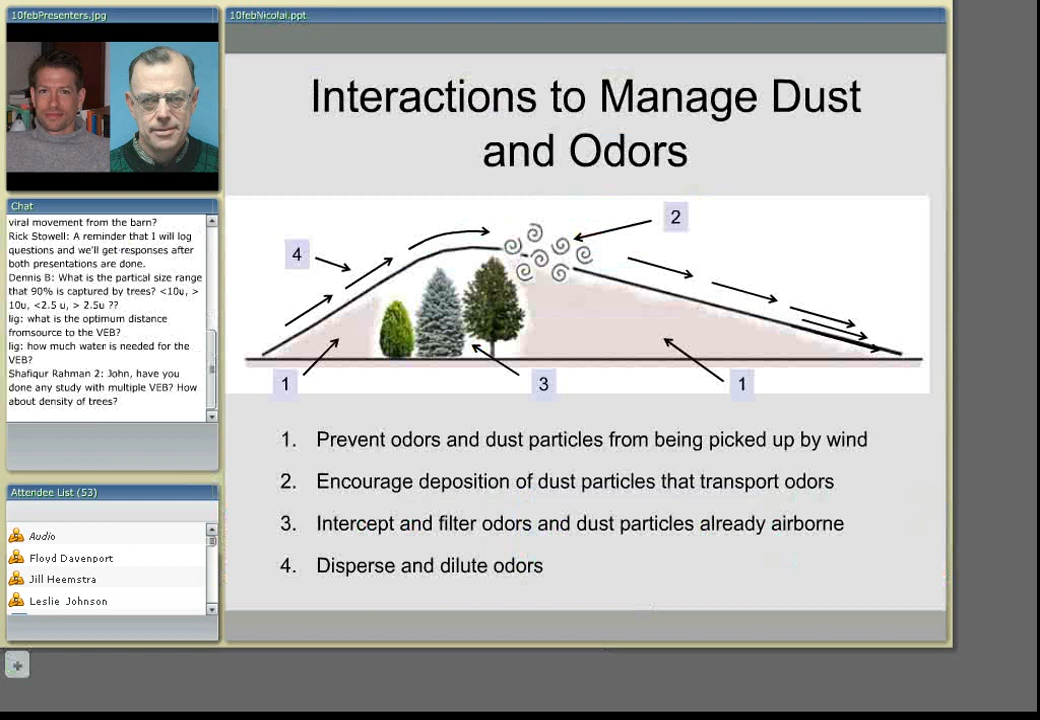 10febPresenters.jpg
10febNicolai.ppt
Interactions to Manage Dust
and Odors
2
4
1
3
1
1. Prevent odors and dust particles from being picked up by wind
2. Encourage deposition of dust particles that transport odors
3. Intercept and filter odors and dust particles already airborne
4. Disperse and dilute odors
Chat
viral movement from the barn?
Rick Stowell: A reminder that I will log
questions and we'll get responses after
both presentations are done.
Dennis B: What is the partical size range
that 90% is captured by trees? <10u, >
10u, <2.5 u, > 2.5u ??
lig: what is the optimum distance
fromsource to the VEB?
lig: how much water is needed for the
VEB?
Shafiqur Rahman 2: John, have you
done any study with multiple VEB? How
about density of trees?
Attendee List (53)
Audio
Floyd Davenport
Jill Heemstra
Leslie Johnson